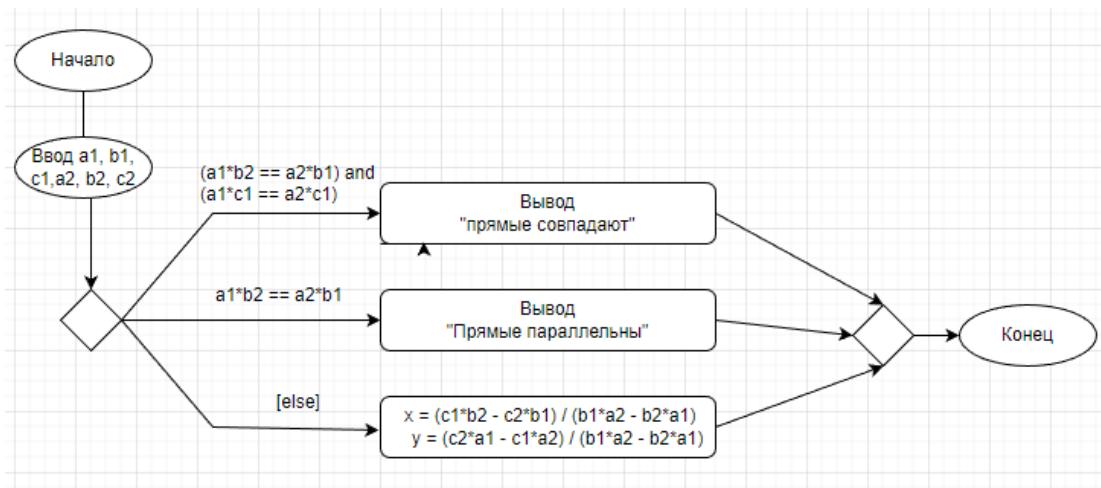 Начало
Ввод a1, b1,
c1,a2, b2, c2
(a1*b2 == a2*b1) and
(a1*c1 == a2*c1)
Вывод
"прямые совпадают"
a1*b2 == a2*b1
Вывод
"Прямые параллельны"
[else]
x = (c1*b2 - c2*b1) / (b1*a2 - b2*a1)
y = (c2*a1 - c1*a2) / (b1*a2 - b2*a1)
Конец